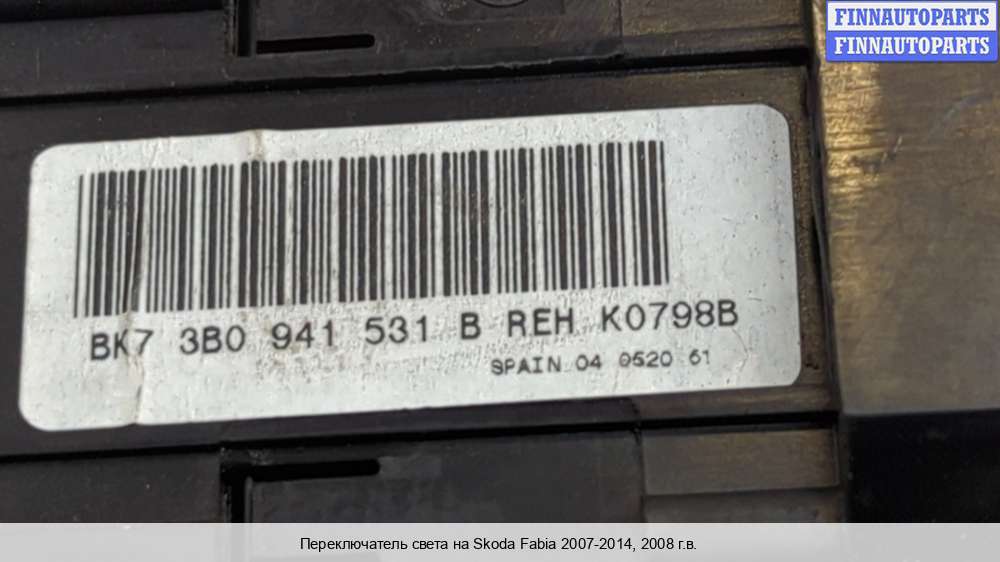 FINNAUTOPARTS
FINNAUTOPARTS
BK7 3B0 941 531 B REH K0798B
SPAIN 04 0520 61
Переключатель света на Skoda Fabia 2007-2014, 2008 г.в.